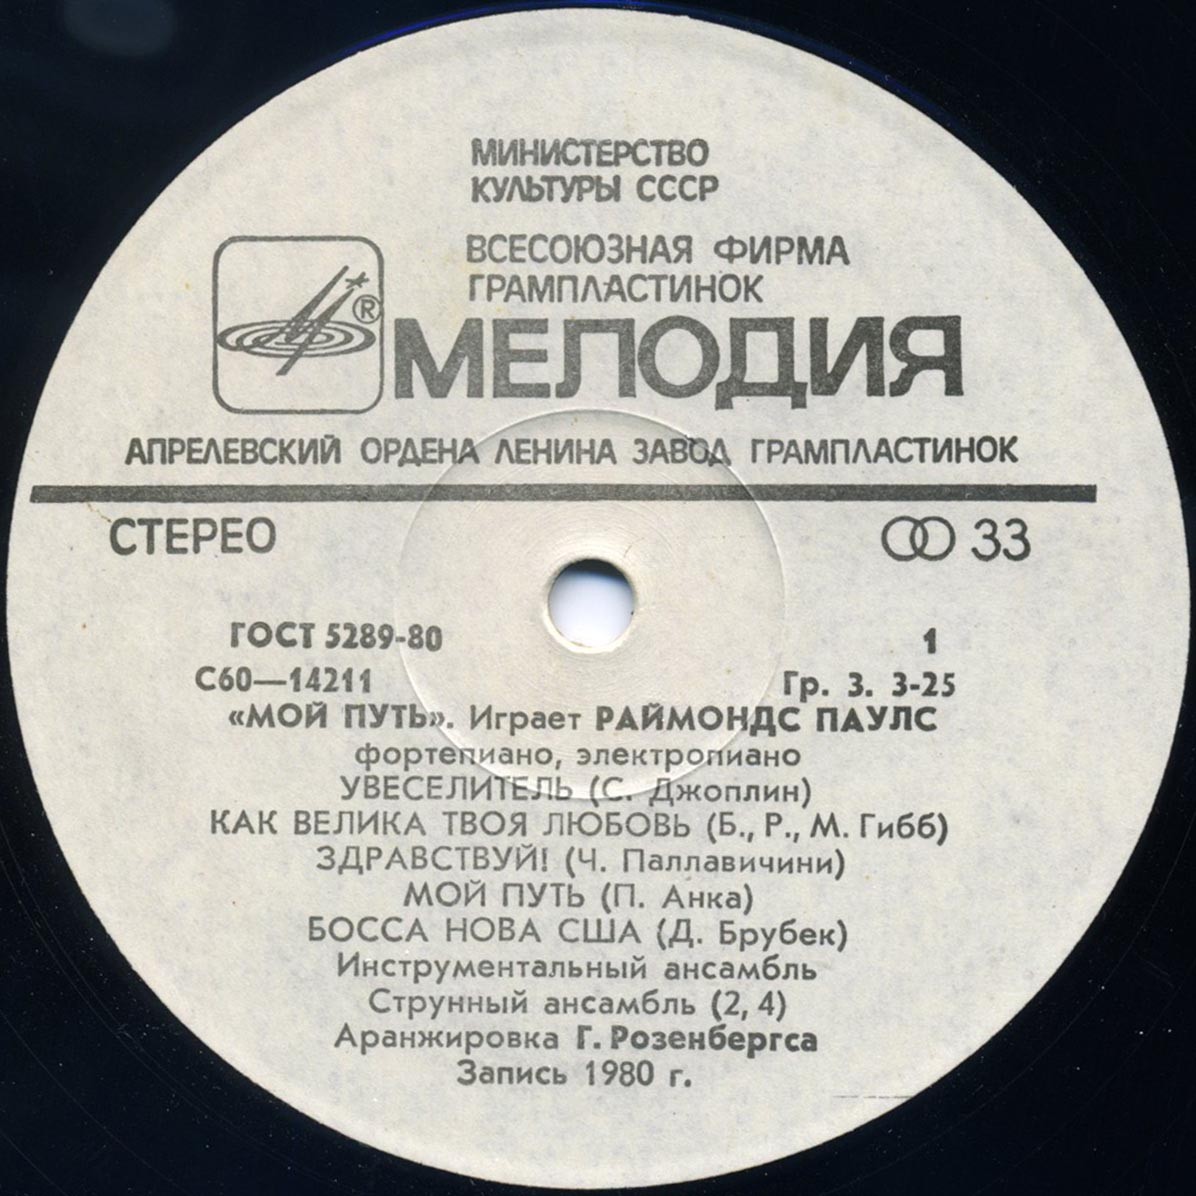 МИНИСТЕРСТВО
КУЛЬТУРЫ СССР
ВСЕСОЮЗНАЯ ФИРМА
ГРАМПЛАСТИНОК
®
МЕЛОДИЯ
АПРЕЛЕВСКИЙ ОРДЕНА ЛЕНИНА ЗАВОД ГРАМПЛАСТИНОК
СТЕРЕО 33
ГОСТ 5289-80 1
С60—14211 Гр. 3. 3-25
«МОЙ ПУТЬ». Играет РАЙМОНДС ПАУЛС
фортепиано, электропиано
УВЕСЕЛИТЕЛЬ (С. Джоплин)
КАК ВЕЛИКА ТВОЯ ЛЮБОВЬ (Б., Р., М. Гибб)
ЗДРАВСТВУЙ! (Ч. Паллавичини)
МОЙ ПУТЬ (П. Анка)
БОССА НОВА США (Д. Брубек)
Инструментальный ансамбль
Струнный ансамбль (2, 4)
Аранжировка Г. Розенбергса
Запись 1980 г.